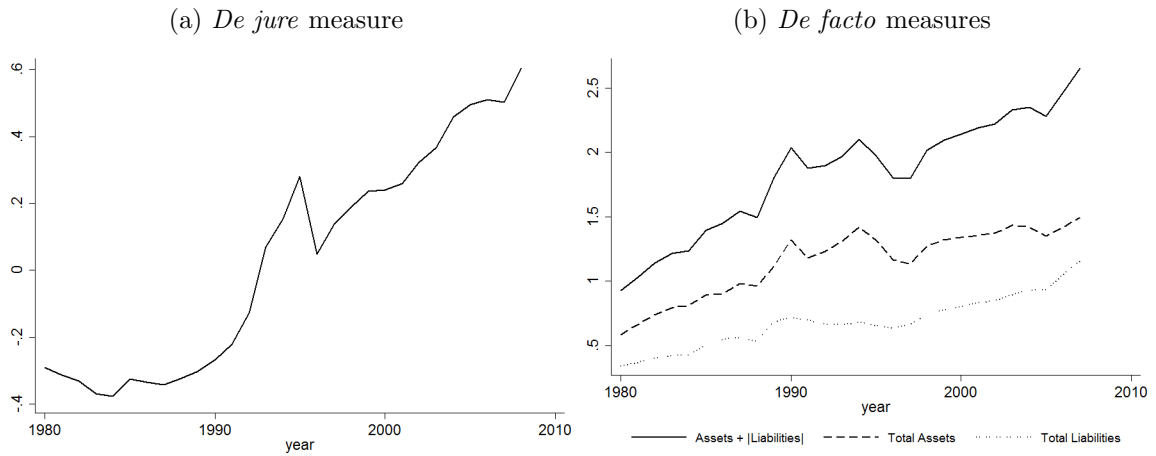 (a) De jure measure
.6
.4
.2
0
-.2
-.4
1980 1990 2000 2010
year
(b) De facto measures
2.5
2
1.5
1
.5
1980 1990 2000 2010
year
Assets + |Liabilities| Total Assets Total Liabilities